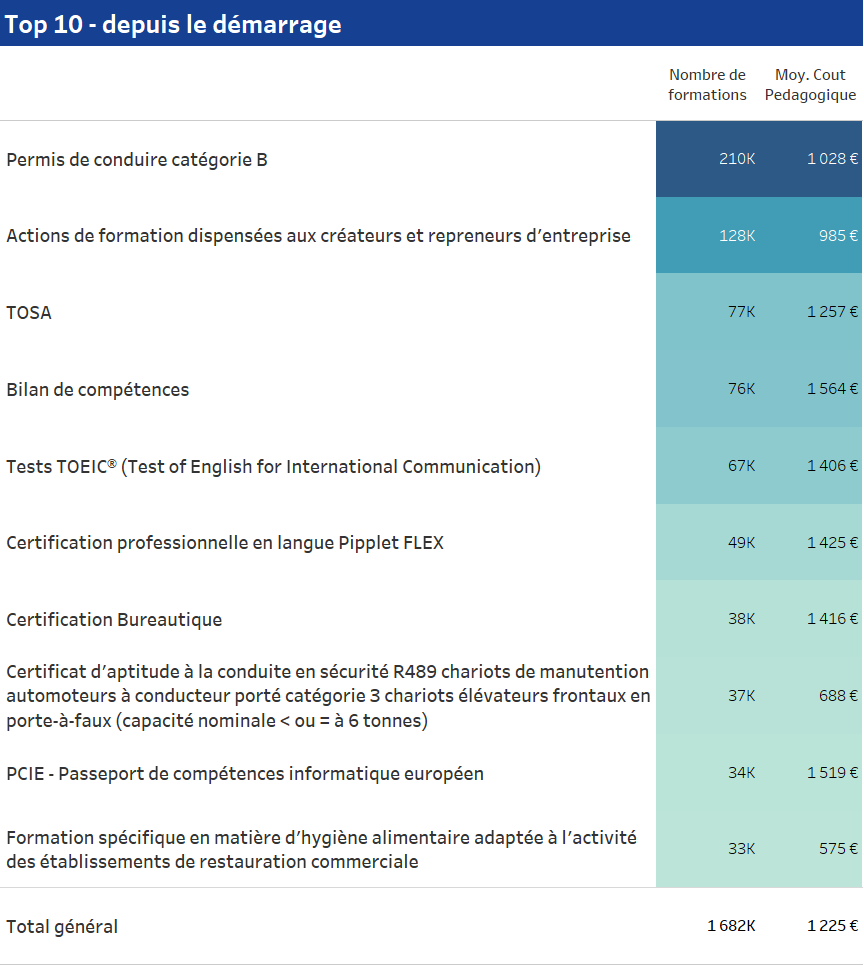 Top 10 - depuis le démarrage
Nombre de formations
Moy. Cout Pedagogique
Permis de conduire catégorie B 210K 1 028 €
Actions de formation dispensées aux créateurs et repreneurs d’entreprise 128K 985 €
TOSA 77K 1 257 €
Bilan de compétences 76K 1 564 €
Tests TOEIC® (Test of English for International Communication) 67K 1 406 €
Certification professionnelle en langue Pipplet FLEX 49K 1 425 €
Certification Bureautique 38K 1 416 €
Certificat d’aptitude à la conduite en sécurité R489 chariots de manutention
automoteurs à conducteur porté catégorie 3 chariots élévateurs frontaux en
porte-à-faux (capacité nominale < ou = à 6 tonnes) 37K 688 €
PCIE - Passeport de compétences informatique européen 34K 1 519 €
Formation spécifique en matière d’hygiène alimentaire adaptée à l’activité
des établissements de restauration commerciale 33K 575 €
Total général 1 682K 1 225 €